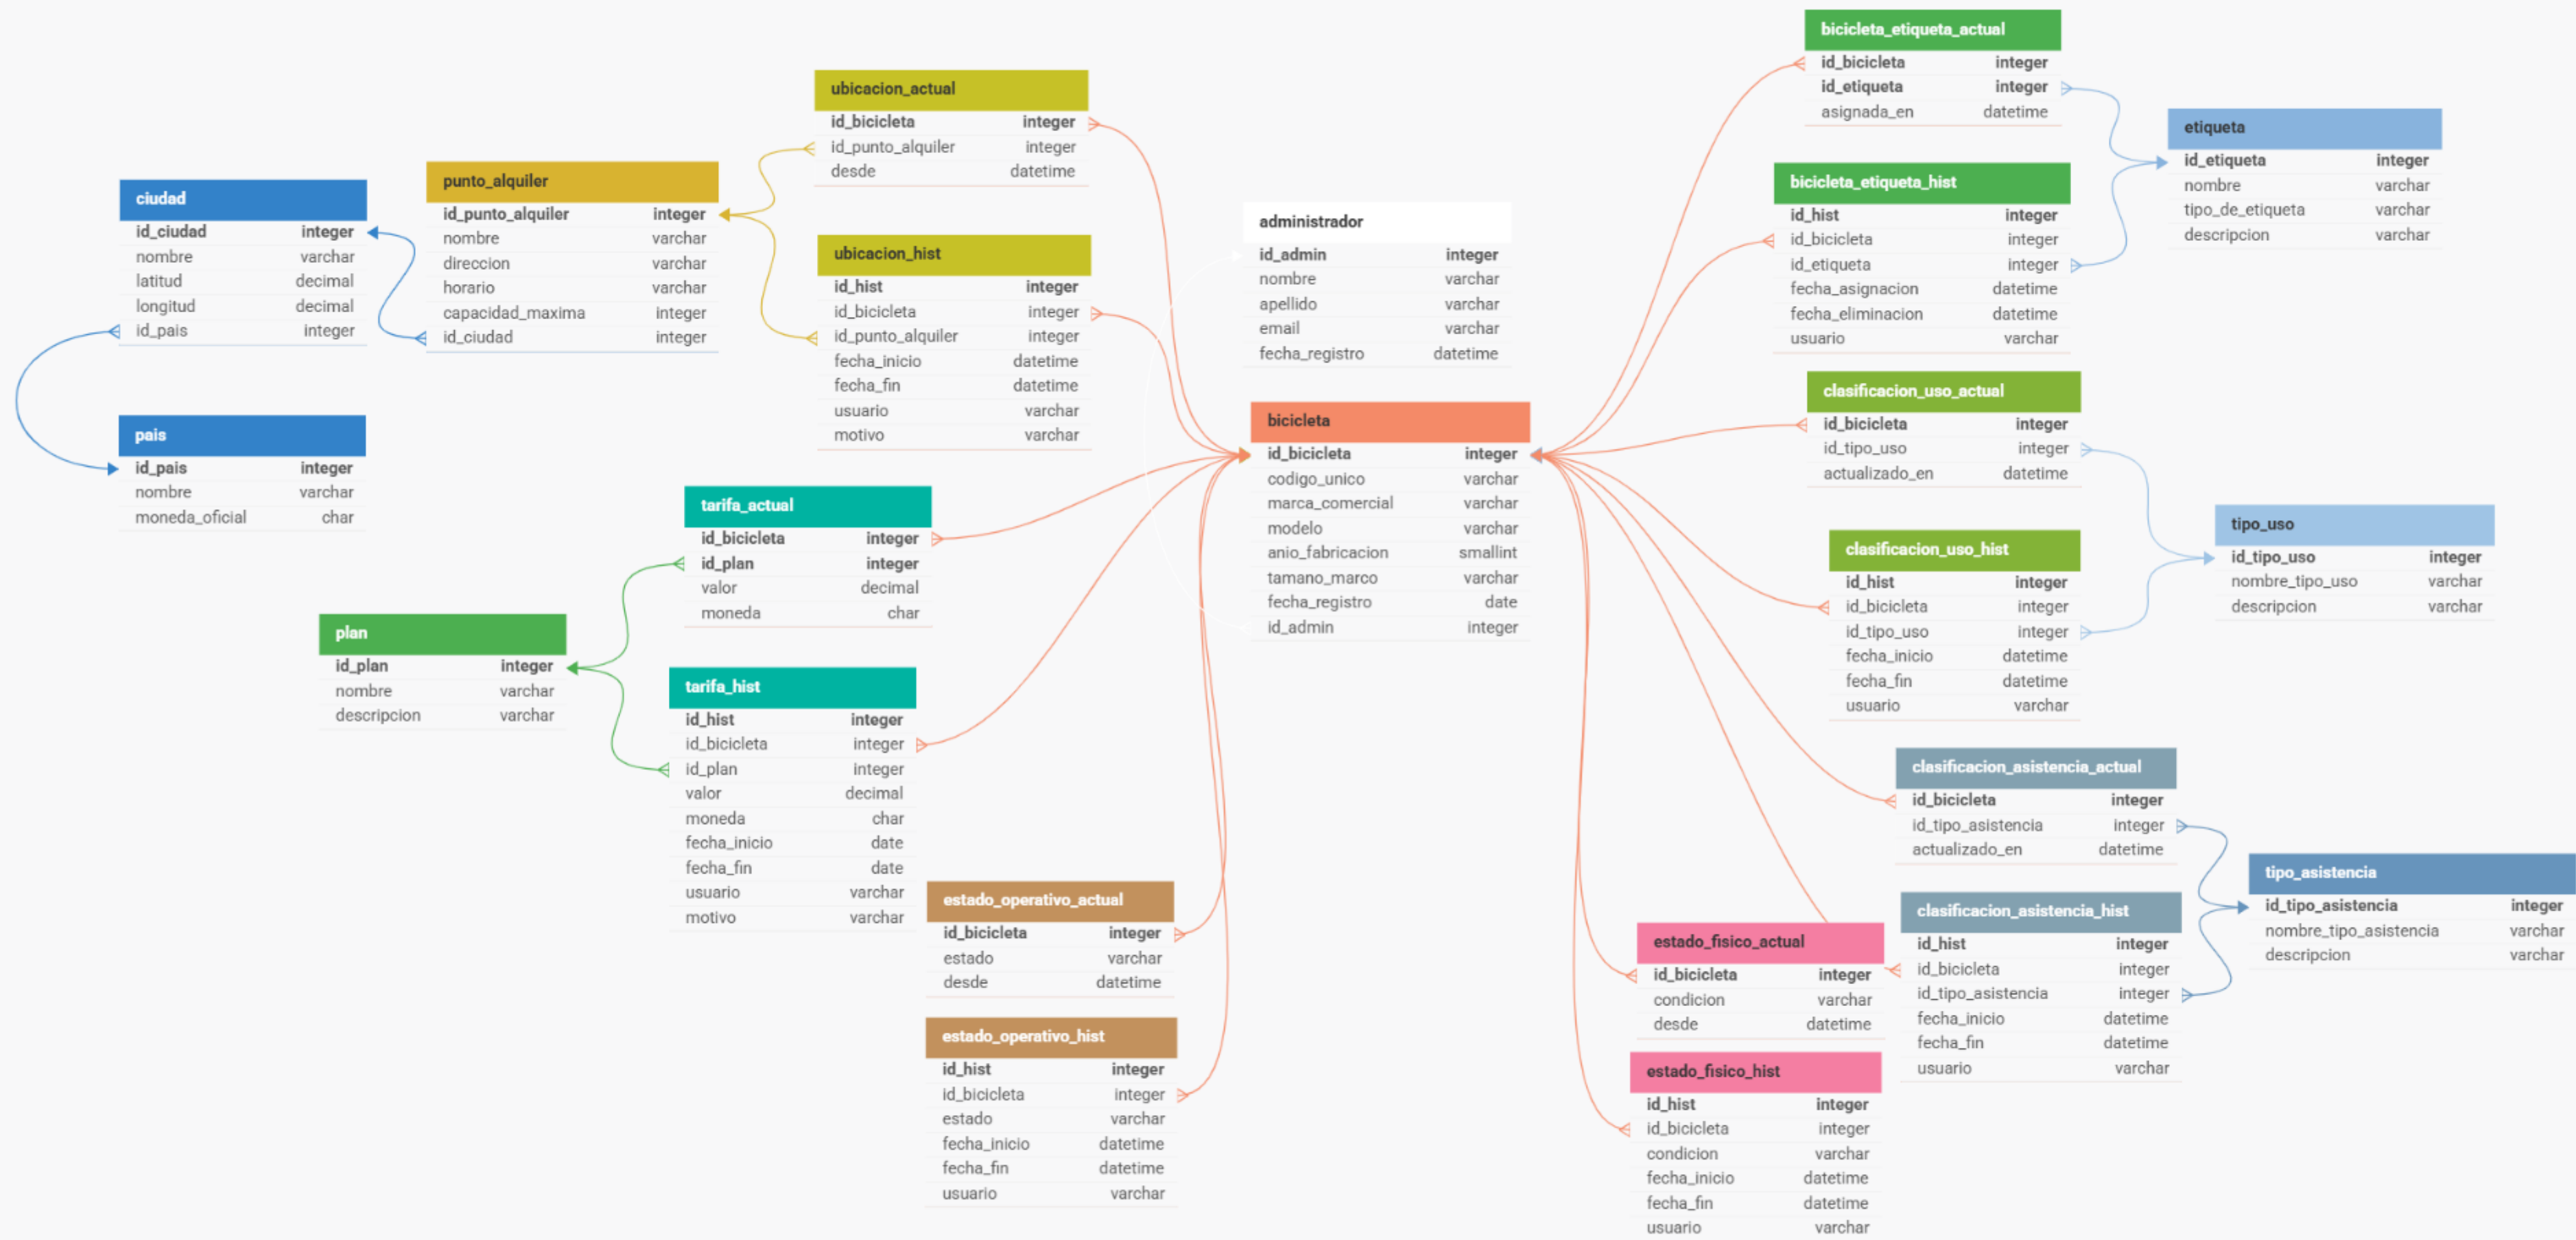 ciudad
id_ciudad integer
nombre varchar
latitud decimal
longitud decimal
id_pais integer
pais
id_pais integer
nombre varchar
moneda_oficial char
punto_alquiler
id_punto_alquiler integer
nombre varchar
direccion varchar
horario varchar
capacidad_maxima integer
id_ciudad integer
plan
id_plan integer
nombre varchar
descripcion varchar
ubicacion_actual
id_bicicleta integer
id_punto_alquiler integer
desde datetime
ubicacion_hist
id_hist integer
id_bicicleta integer
id_punto_alquiler integer
fecha_inicio datetime
fecha_fin datetime
usuario varchar
motivo varchar
tarifa_actual
id_bicicleta integer
id_plan integer
valor decimal
moneda char
tarifa_hist
id_hist integer
id_bicicleta integer
id_plan integer
valor decimal
moneda char
fecha_inicio date
fecha_fin date
usuario varchar
motivo varchar
estado_operativo_actual
id_bicicleta integer
estado varchar
desde datetime
estado_operativo_hist
id_hist integer
id_bicicleta integer
estado varchar
fecha_inicio datetime
fecha_fin datetime
usuario varchar
administrador
id_admin integer
nombre varchar
apellido varchar
email varchar
fecha_registro datetime
bicicleta
id_bicicleta integer
codigo_unico varchar
marca_comercial varchar
modelo varchar
anio_fabricacion smallint
tamano_marco varchar
fecha_registro date
id_admin integer
bicicleta_etiqueta_actual
id_bicicleta integer
id_etiqueta integer
asignada_en datetime
bicicleta_etiqueta_hist
id_hist integer
id_bicicleta integer
id_etiqueta integer
fecha_asignacion datetime
fecha_eliminacion datetime
usuario varchar
etiqueta
id_etiqueta integer
nombre varchar
tipo_de_etiqueta varchar
descripcion varchar
clasificacion_uso_actual
id_bicicleta integer
id_tipo_uso integer
actualizado_en datetime
clasificacion_uso_hist
id_hist integer
id_bicicleta integer
id_tipo_uso integer
fecha_inicio datetime
fecha_fin datetime
usuario varchar
tipo_uso
id_tipo_uso integer
nombre_tipo_uso varchar
descripcion varchar
clasificacion_asistencia_actual
id_bicicleta integer
id_tipo_asistencia integer
actualizado_en datetime
clasificacion_asistencia_hist
id_hist integer
id_bicicleta integer
id_tipo_asistencia integer
fecha_inicio datetime
fecha_fin datetime
usuario varchar
tipo_asistencia
id_tipo_asistencia integer
nombre_tipo_asistencia varchar
descripcion varchar
estado_fisico_actual
id_bicicleta integer
condicion varchar
desde datetime
estado_fisico_hist
id_hist integer
id_bicicleta integer
condicion varchar
fecha_inicio datetime
fecha_fin datetime
usuario varchar